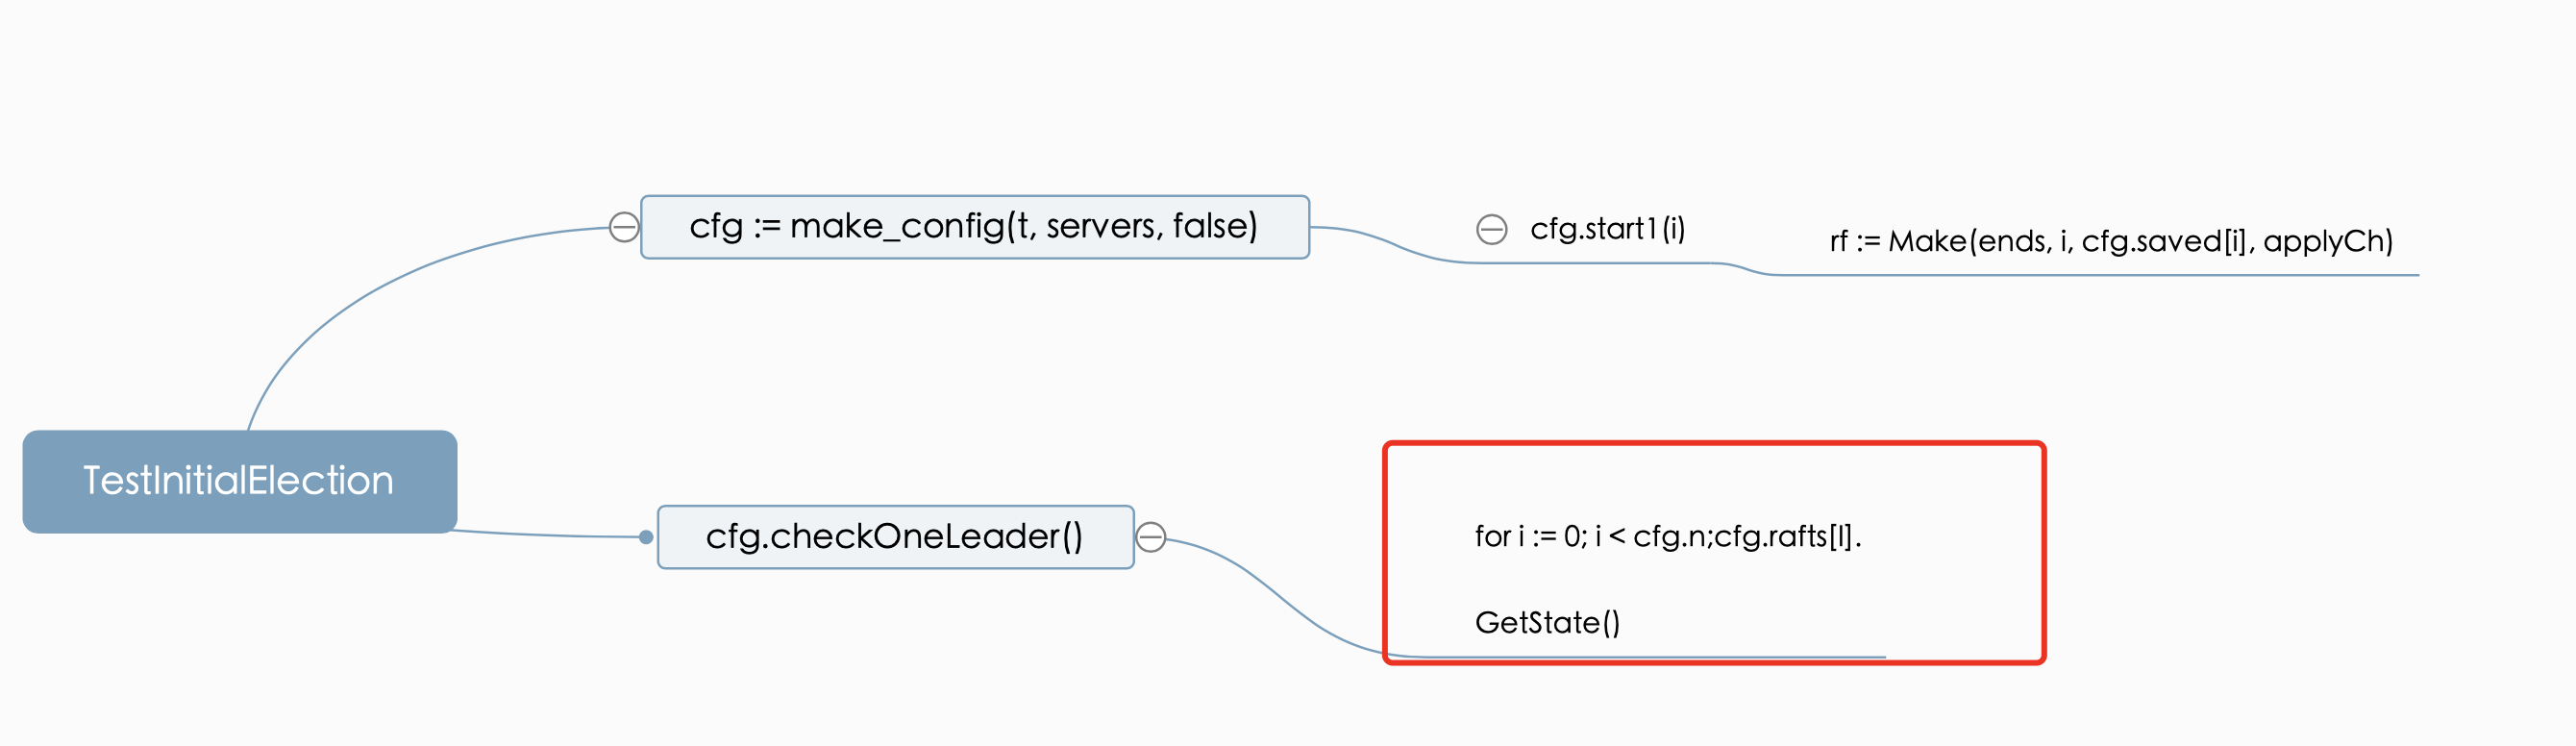 cfg := make_config(t, servers, false)
cfg.start1(i)
rf := Make(ends, i, cfg.saved[i], applyCh)
TestInitialElection
cfg.checkOneLeader()
for i := 0; i < cfg.n;cfg.rafts[I].
GetState()